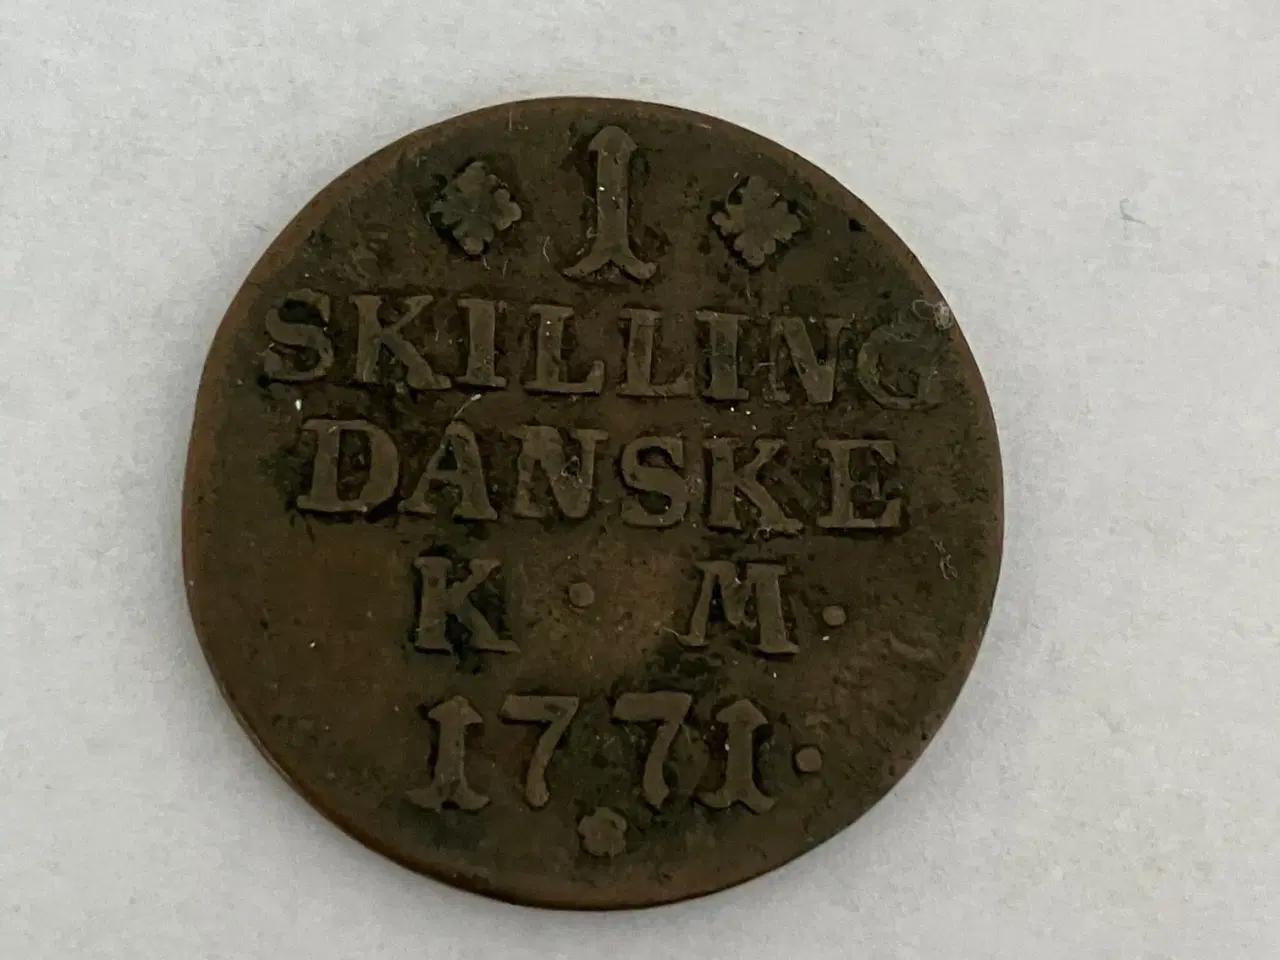 1
SKILLING
DANSKE
K · M ·
1771 ·